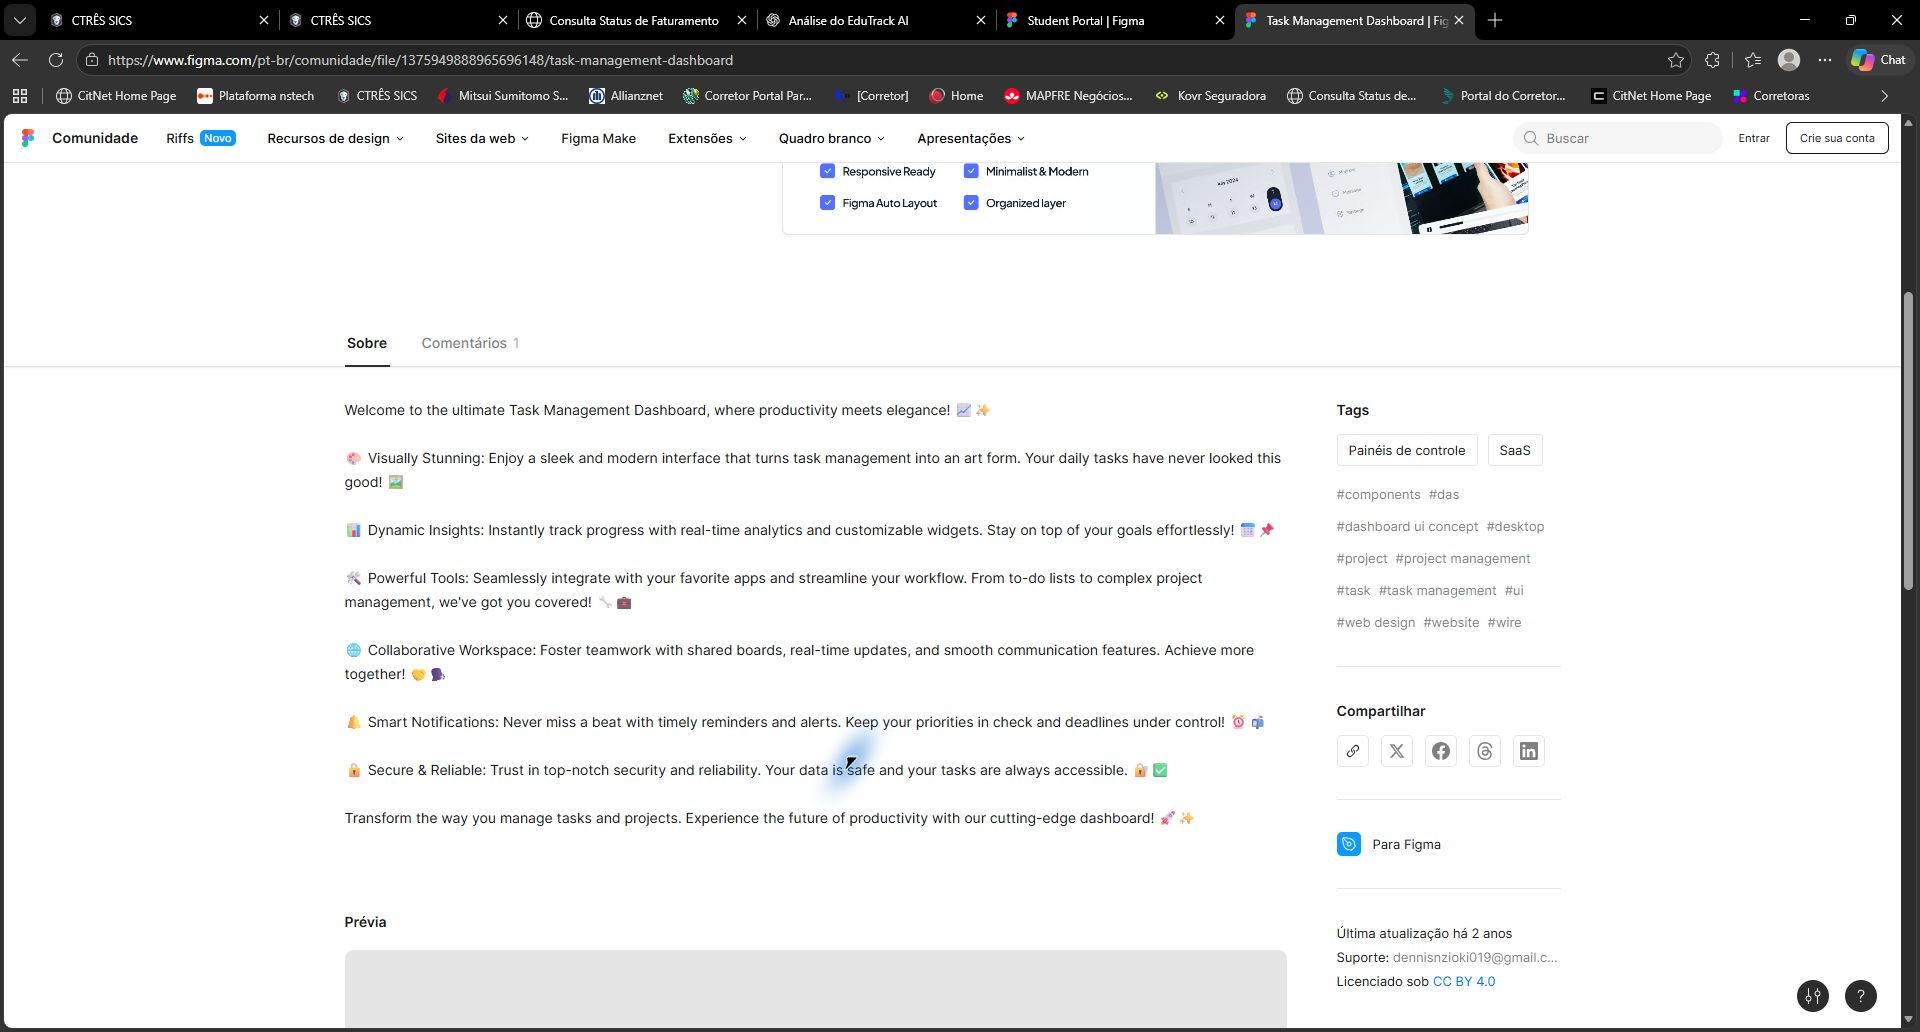 CTRÊS SICS
CTRÊS SICS
Consulta Status de Faturamento
Análise do EduTrack AI
Student Portal | Figma
Task Management Dashboard | Fig
https://www.figma.com/pt-br/comunidade/file/1375949888965696148/task-management-dashboard
Chat
CitNet Home Page
Plataforma nstech
CTRÊS SICS
Mitsui Sumitomo S...
Allianznet
Corretor Portal Par...
[Corretor]
Home
MAPFRE Negócios...
Kovr Seguradora
Consulta Status de...
Portal do Corretor...
CitNet Home Page
Corretoras
Comunidade
Riffs Novo
Recursos de design
Sites da web
Figma Make
Extensões
Quadro branco
Apresentações
Buscar
Entrar
Crie sua conta
Responsive Ready
Minimalist & Modern
Figma Auto Layout
Organized layer
Sobre
Comentários 1
Welcome to the ultimate Task Management Dashboard, where productivity meets elegance! 📈 ✨
🎨 Visually Stunning: Enjoy a sleek and modern interface that turns task management into an art form. Your daily tasks have never looked this
good! 🖼️
📊 Dynamic Insights: Instantly track progress with real-time analytics and customizable widgets. Stay on top of your goals effortlessly! 🗓️ 📌
🛠️ Powerful Tools: Seamlessly integrate with your favorite apps and streamline your workflow. From to-do lists to complex project
management, we've got you covered! 🔧 💼
🌐 Collaborative Workspace: Foster teamwork with shared boards, real-time updates, and smooth communication features. Achieve more
together! 🤝 🗣️
🔔 Smart Notifications: Never miss a beat with timely reminders and alerts. Keep your priorities in check and deadlines under control! ⏰ 📬
🔒 Secure & Reliable: Trust in top-notch security and reliability. Your data is safe and your tasks are always accessible. 🔐 ✅
Transform the way you manage tasks and projects. Experience the future of productivity with our cutting-edge dashboard! 🚀 ✨
Prévia
Tags
Painéis de controle
SaaS
#components #das
#dashboard ui concept #desktop
#project #project management
#task #task management #ui
#web design #website #wire
Compartilhar
Para Figma
Última atualização há 2 anos
Suporte: dennisnzioki019@gmail.c...
Licenciado sob CC BY 4.0